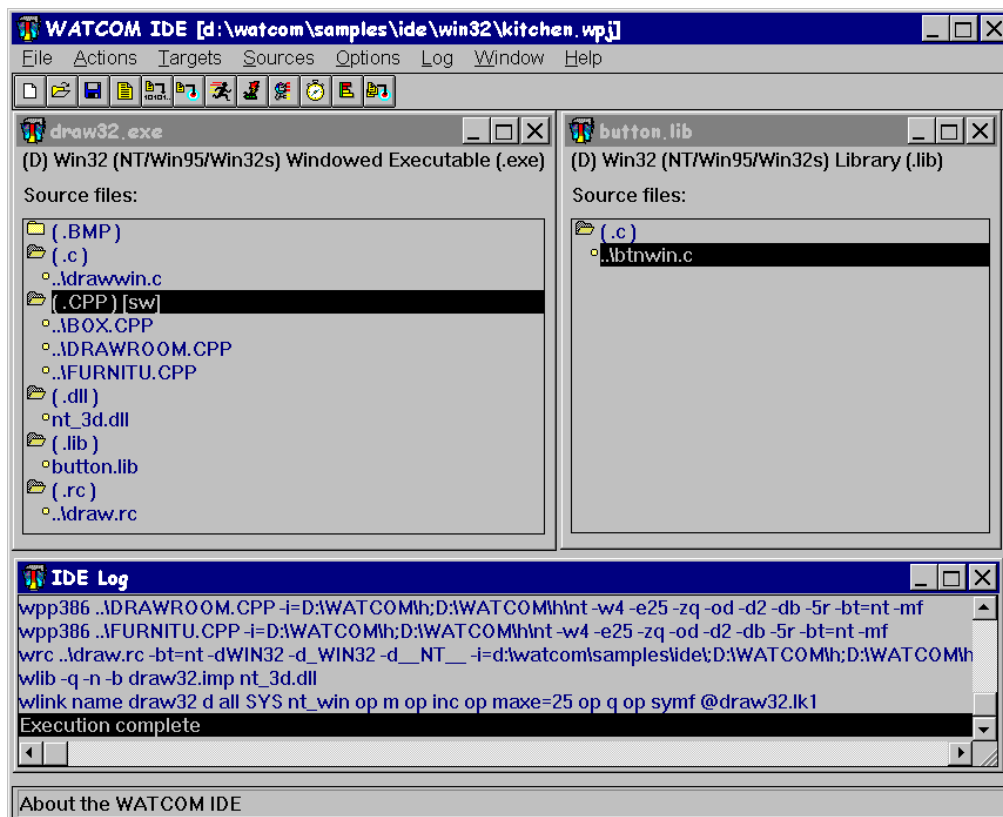 WATCOM IDE [d:\watcom\samples\ide\win32\kitchen.wpj]
File Actions Targets Sources Options Log Window Help
draw32.exe
(D) Win32 (NT/Win95/Win32s) Windowed Executable (.exe)
Source files:
(.BMP)
(.c)
..\drawwin.c
(.CPP) [sw]
..\BOX.CPP
..\DRAWROOM.CPP
..\FURNITU.CPP
(.dll)
nt_3d.dll
(.lib)
button.lib
(.rc)
..\draw.rc
button.lib
(D) Win32 (NT/Win95/Win32s) Library (.lib)
Source files:
(.c)
..\btnwin.c
IDE Log
wpp386 ..\DRAWROOM.CPP -i=D:\WATCOM\h;D:\WATCOM\h\nt -w4 -e25 -zq -od -d2 -db -5r -bt=nt -mf
wpp386 ..\FURNITU.CPP -i=D:\WATCOM\h;D:\WATCOM\h\nt -w4 -e25 -zq -od -d2 -db -5r -bt=nt -mf
wrc ..\draw.rc -bt=nt -dWIN32 -d_WIN32 -d__NT__ -i=d:\watcom\samples\ide\;D:\WATCOM\h;D:\WATCOM\h
wlib -q -n -b draw32.imp nt_3d.dll
wlink name draw32 d all SYS nt_win op m op inc op maxe=25 op q op symf @draw32.lk1
Execution complete
About the WATCOM IDE